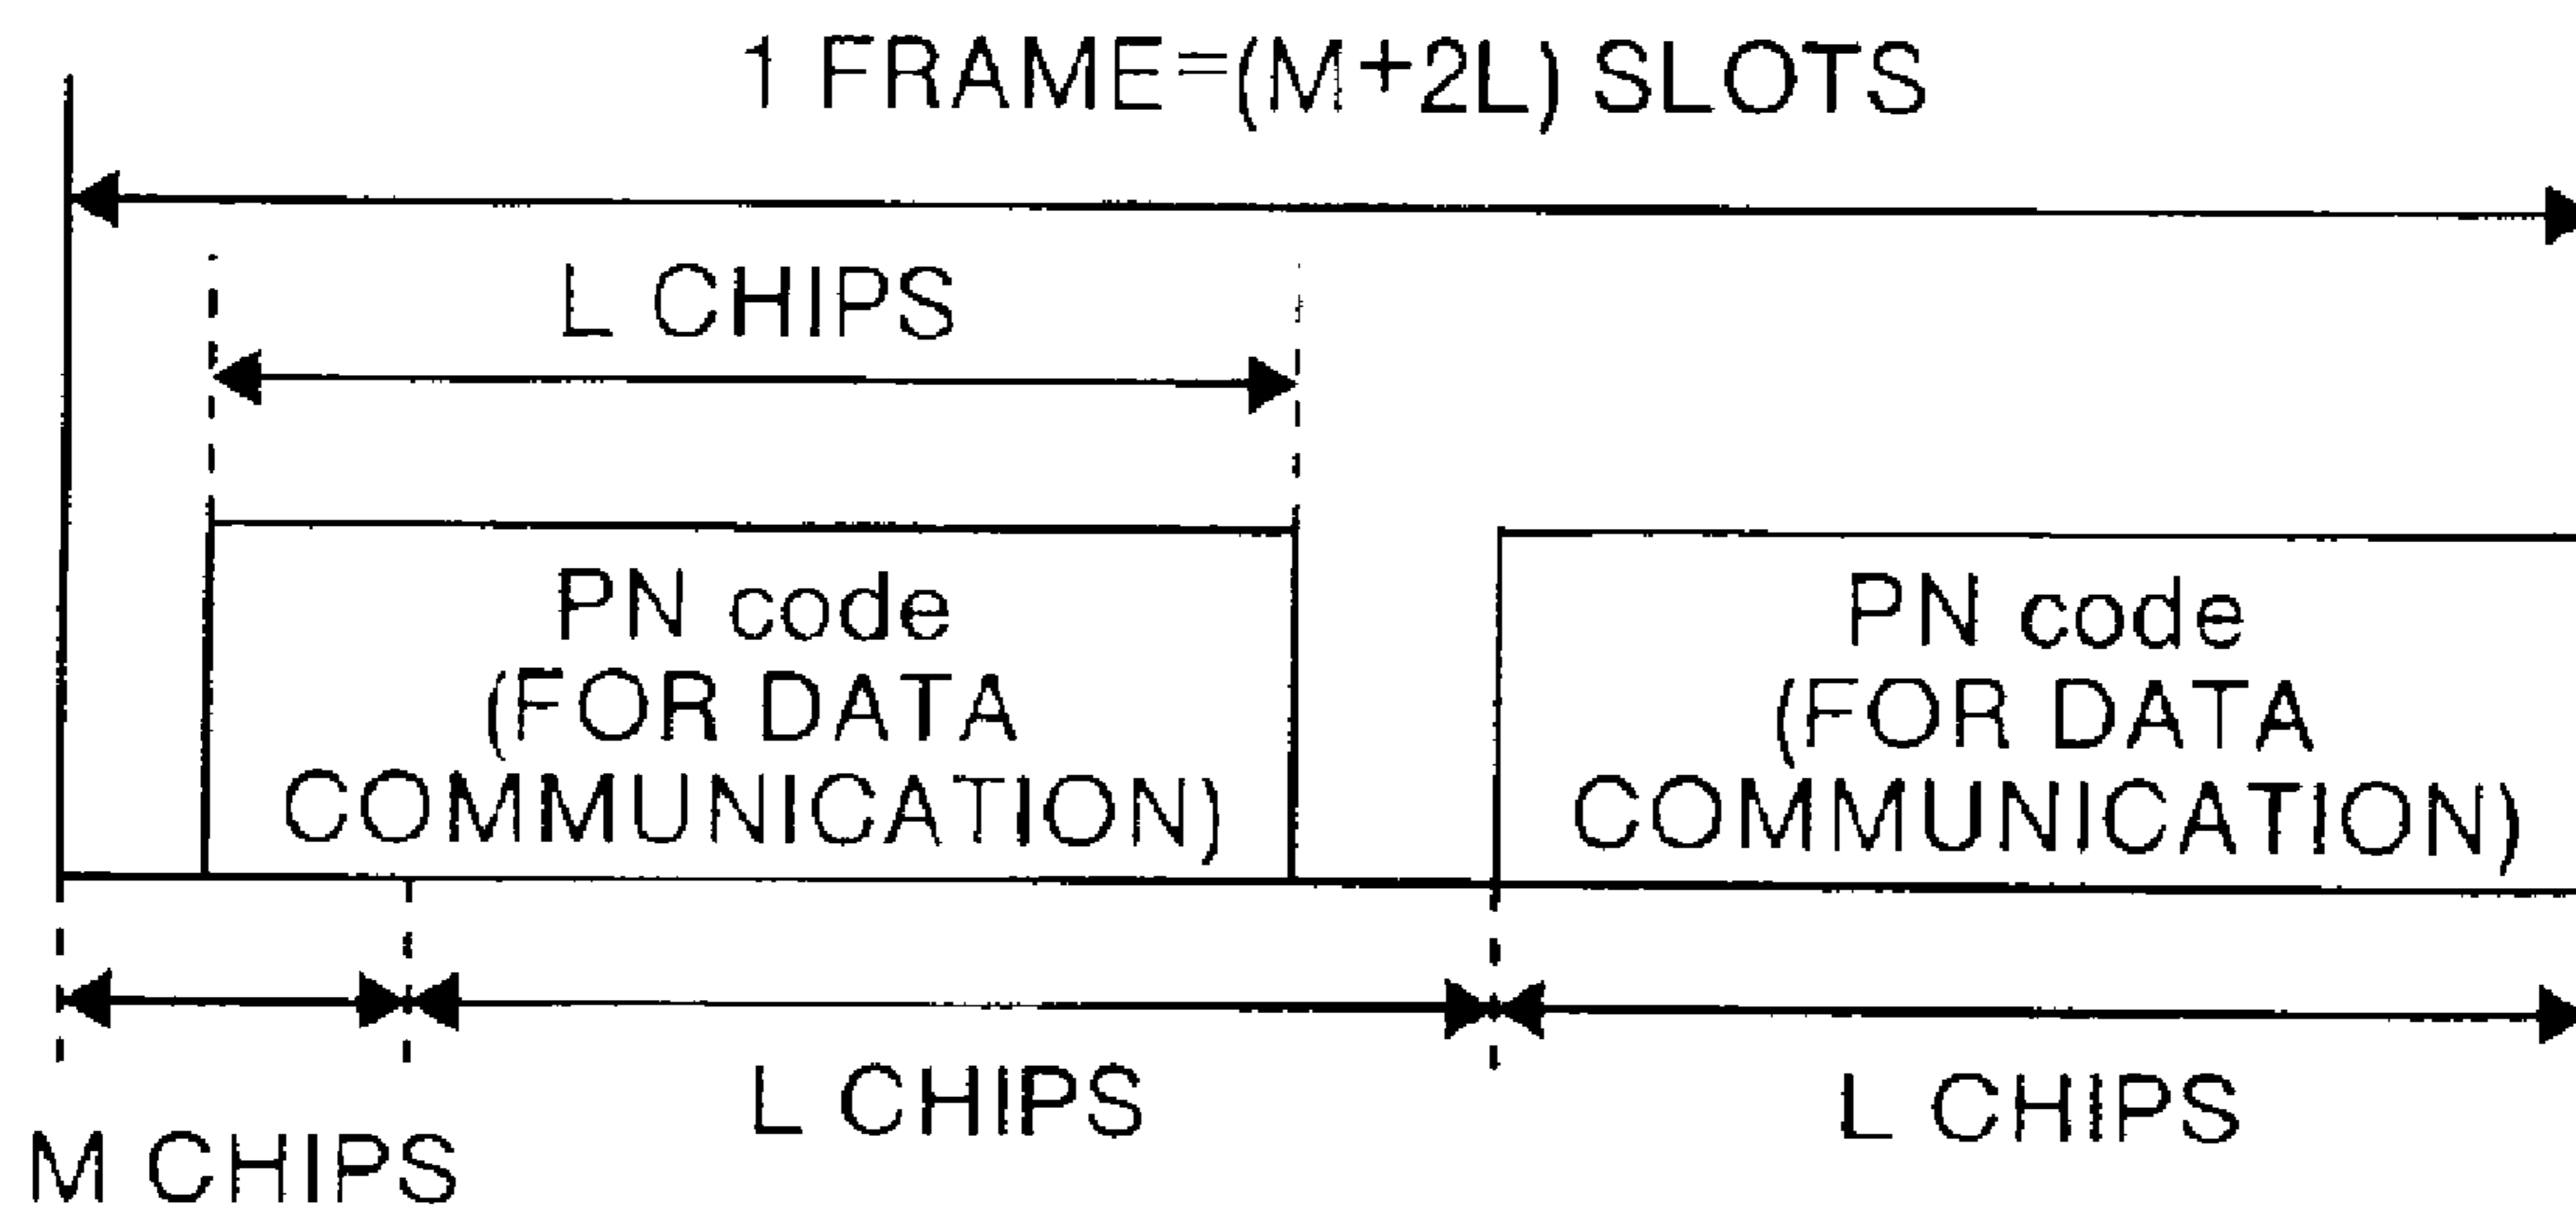 1 FRAME=(M+2L) SLOTS
L CHIPS
PN code
(FOR DATA
COMMUNICATION)
PN code
(FOR DATA
COMMUNICATION)
L CHIPS
L CHIPS
M CHIPS